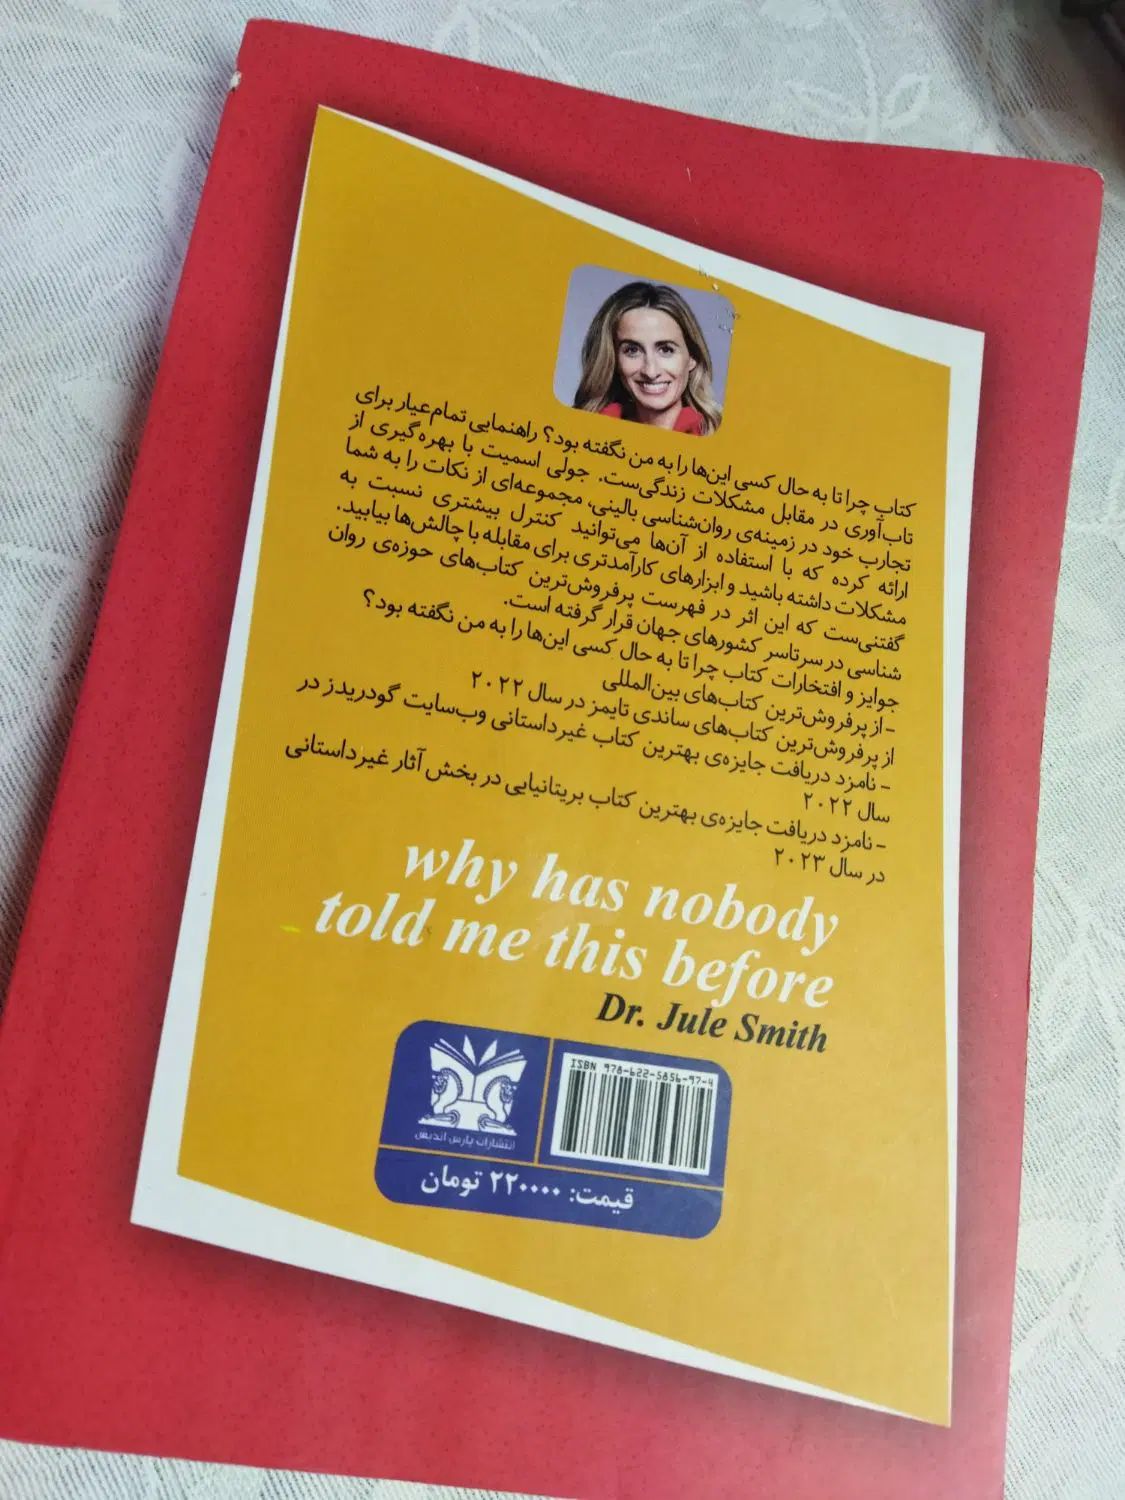 کتاب چرا تا به حال کسی این‌ها را به من نگفته بود؟ راهنمایی تمام‌عیار برای
تاب‌آوری در مقابل مشکلات زندگی‌ست. جولی اسمیت با بهره‌گیری از
تجارب خود در زمینه‌ی روان‌شناسی بالینی، مجموعه‌ای از نکات را به شما
ارائه کرده که با استفاده از آن‌ها می‌توانید کنترل بیشتری نسبت به
مشکلات داشته باشید و ابزارهای کارآمدتری برای مقابله با چالش‌ها بیابید.
گفتنی‌ست که این اثر در فهرست پرفروش‌ترین کتاب‌های حوزه‌ی روان
شناسی در سرتاسر کشورهای جهان قرار گرفته است.
جوایز و افتخارات کتاب چرا تا به حال کسی این‌ها را به من نگفته بود؟
- از پرفروش‌ترین کتاب‌های بین‌المللی
از پرفروش‌ترین کتاب‌های ساندی تایمز در سال ۲۰۲۲
- نامزد دریافت جایزه‌ی بهترین کتاب غیرداستانی وب‌سایت گودریدز در
سال ۲۰۲۲
- نامزد دریافت جایزه‌ی بهترین کتاب بریتانیایی در بخش آثار غیرداستانی
در سال ۲۰۲۳
why has nobody
told me this before
Dr. Jule Smith
ISBN 978-622-5856-97-4
انتشارات پارس اندیش
قیمت: ۲۲۰۰۰۰ تومان